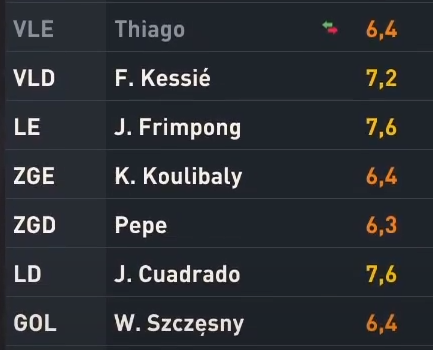 VLE Thiago 6,4
VLD F. Kessié 7,2
LE J. Frimpong 7,6
ZGE K. Koulibaly 6,4
ZGD Pepe 6,3
LD J. Cuadrado 7,6
GOL W. Szczęsny 6,4